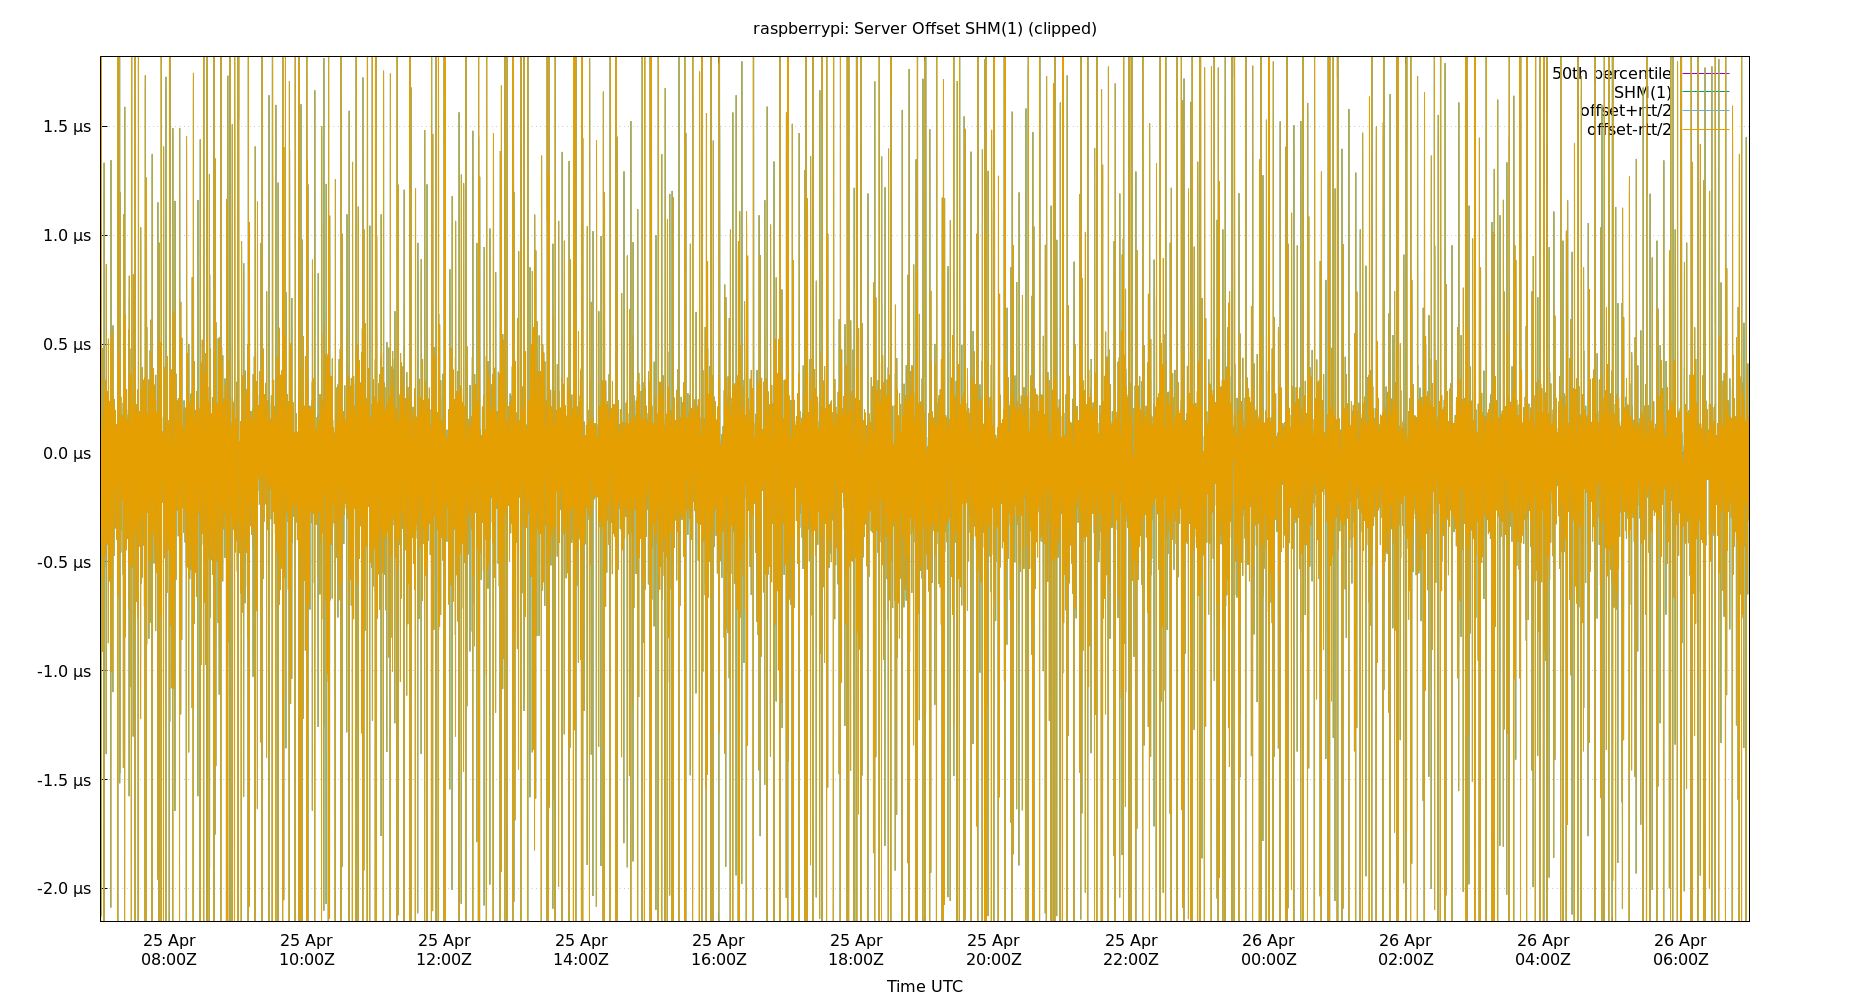 raspberrypi: Server Offset SHM(1) (clipped)
50th percentile
SHM(1)
offset+rtt/2
offset-rtt/2
1.5 µs
1.0 µs
0.5 µs
0.0 µs
-0.5 µs
-1.0 µs
-1.5 µs
-2.0 µs
25 Apr 25 Apr 25 Apr 25 Apr 25 Apr 25 Apr 25 Apr 25 Apr 26 Apr 26 Apr 26 Apr 26 Apr
08:00Z 10:00Z 12:00Z 14:00Z 16:00Z 18:00Z 20:00Z 22:00Z 00:00Z 02:00Z 04:00Z 06:00Z
Time UTC